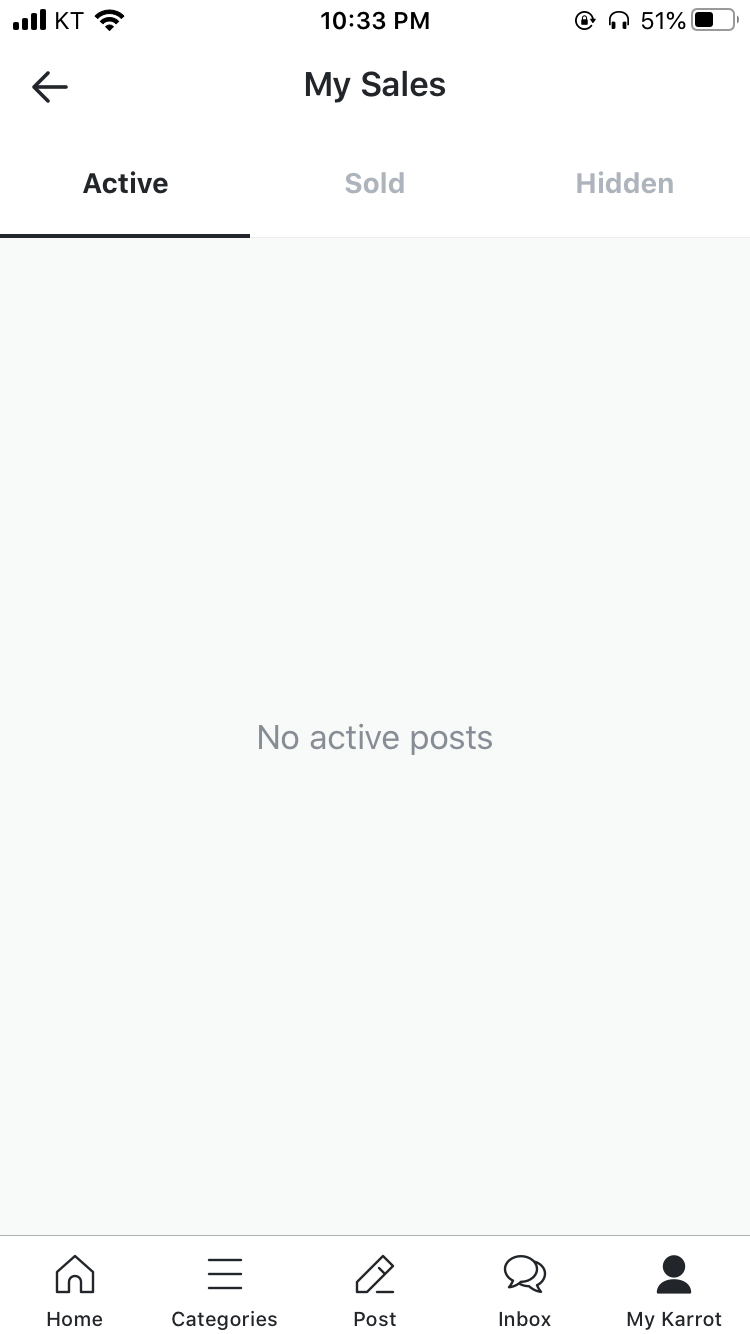 KT 10:33 PM 51%
My Sales
Active Sold Hidden
No active posts
Home Categories Post Inbox My Karrot